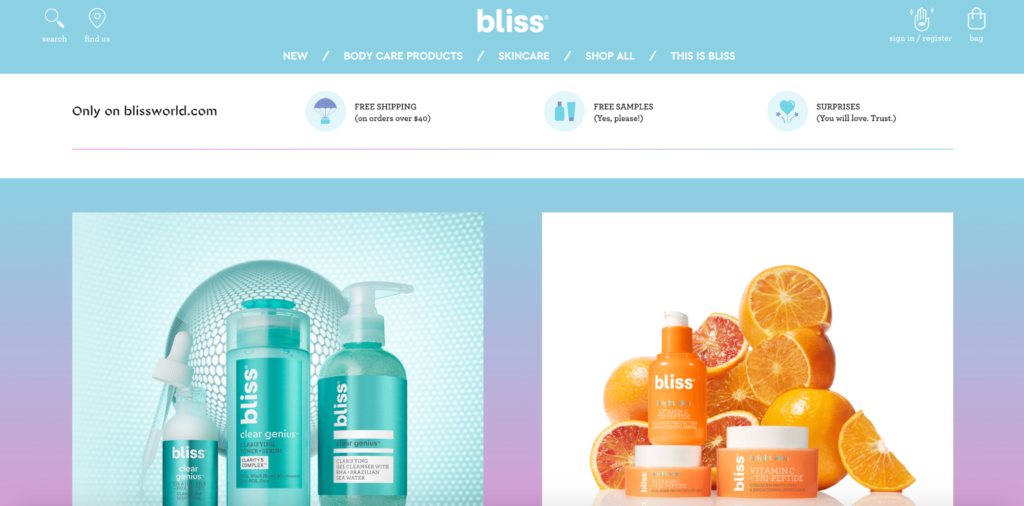 bliss®
search
find us
sign in / register
bag
NEW / BODY CARE PRODUCTS / SKINCARE / SHOP ALL / THIS IS BLISS
Only on blissworld.com
FREE SHIPPING
(on orders over $40)
FREE SAMPLES
(Yes, please!)
SURPRISES
(You will love. Trust.)
bliss
clear
genius
bliss
clear genius
CLARIFYING
TONER + SERUM
CLARITY
COMPLEX
bliss
clear genius
CLARIFYING
GEL CLEANSER WITH
BHA + BRAZILIAN
SEA WATER
bliss
VITAMIN C
+ TRI-PEPTIDE
bliss
bliss
VITAMIN C
+TRI-PEPTIDE